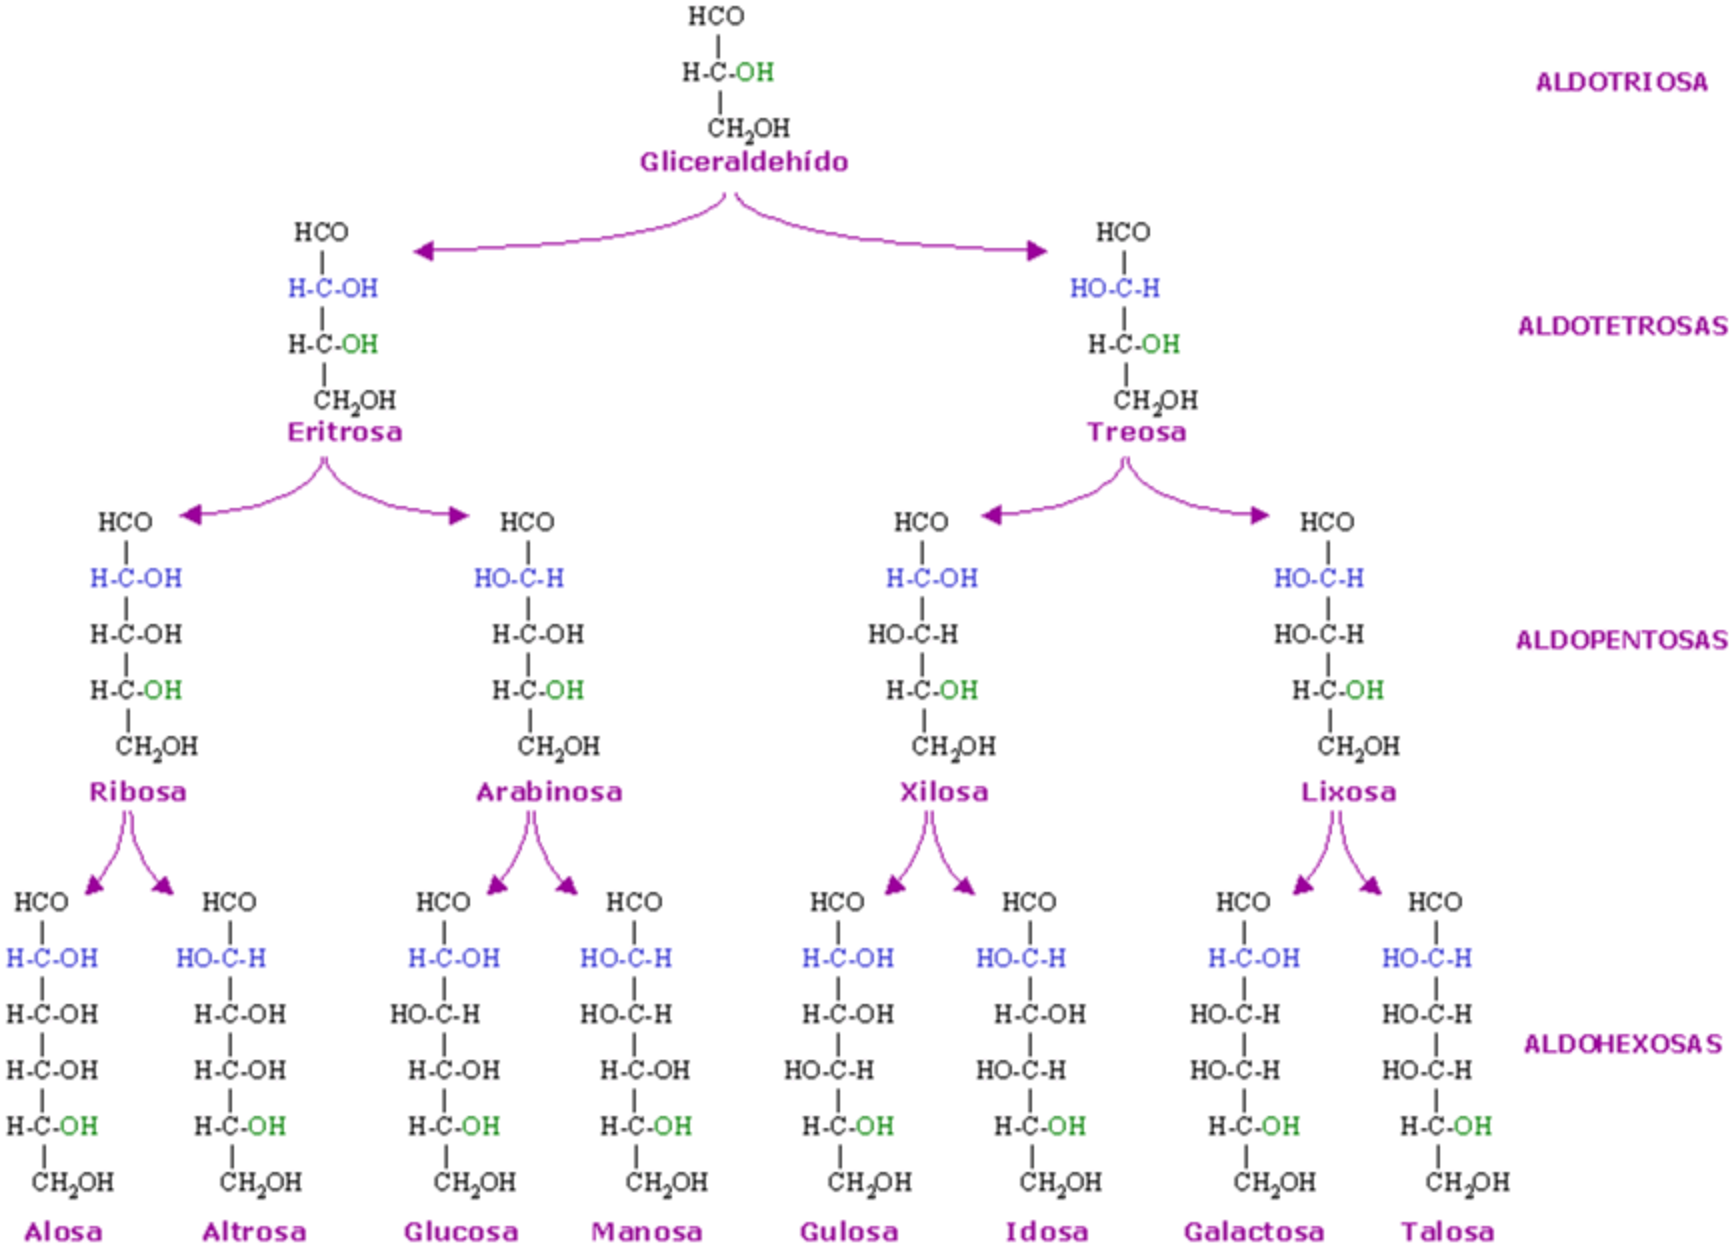 HCO
H-C-OH
CH2OH
Gliceraldehído
ALDOTRIOSA
HCO HCO
H-C-OH HO-C-H
H-C-OH H-C-OH
CH2OH CH2OH
Eritrosa Treosa
ALDOTETROSAS
HCO HCO HCO HCO
H-C-OH HO-C-H H-C-OH HO-C-H
H-C-OH H-C-OH HO-C-H HO-C-H
H-C-OH H-C-OH H-C-OH H-C-OH
CH2OH CH2OH CH2OH CH2OH
Ribosa Arabinosa Xilosa Lixosa
ALDOPENTOSAS
HCO HCO HCO HCO HCO HCO HCO HCO
H-C-OH HO-C-H H-C-OH HO-C-H H-C-OH HO-C-H H-C-OH HO-C-H
H-C-OH H-C-OH HO-C-H HO-C-H H-C-OH H-C-OH HO-C-H HO-C-H
H-C-OH H-C-OH H-C-OH H-C-OH HO-C-H HO-C-H HO-C-H HO-C-H
H-C-OH H-C-OH H-C-OH H-C-OH H-C-OH H-C-OH H-C-OH H-C-OH
CH2OH CH2OH CH2OH CH2OH CH2OH CH2OH CH2OH CH2OH
Alosa Altrosa Glucosa Manosa Gulosa Idosa Galactosa Talosa
ALDOHEXOSAS